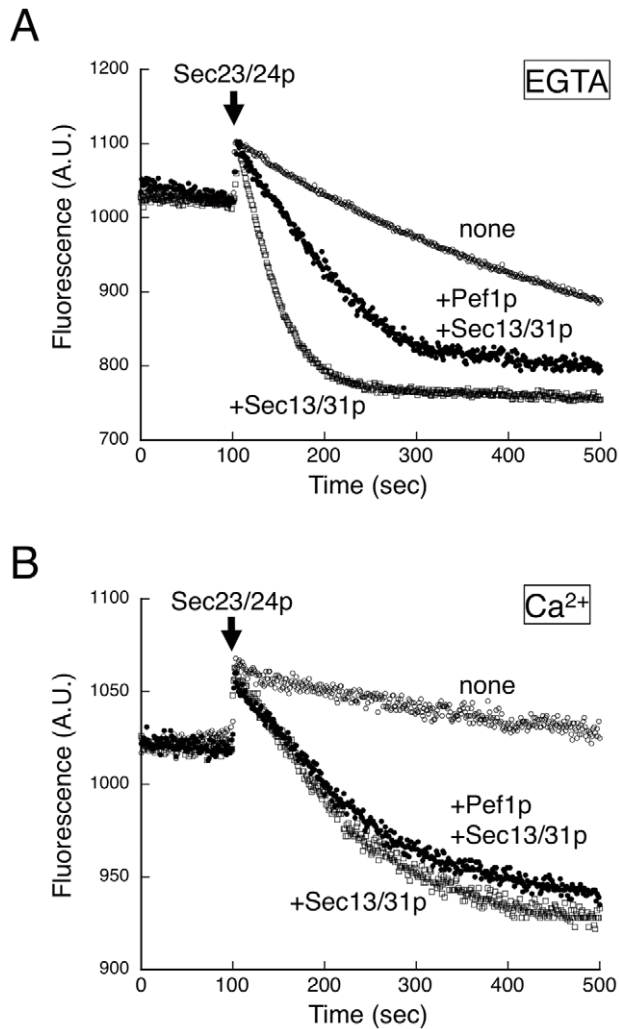 A
Sec23/24p
EGTA
1200
1100
1000
900
800
700
Fluorescence (A.U.)
none
+Pef1p
+Sec13/31p
+Sec13/31p
0 100 200 300 400 500
Time (sec)
B
Sec23/24p
Ca²⁺
1100
1050
1000
950
900
Fluorescence (A.U.)
none
+Pef1p
+Sec13/31p
+Sec13/31p
0 100 200 300 400 500
Time (sec)